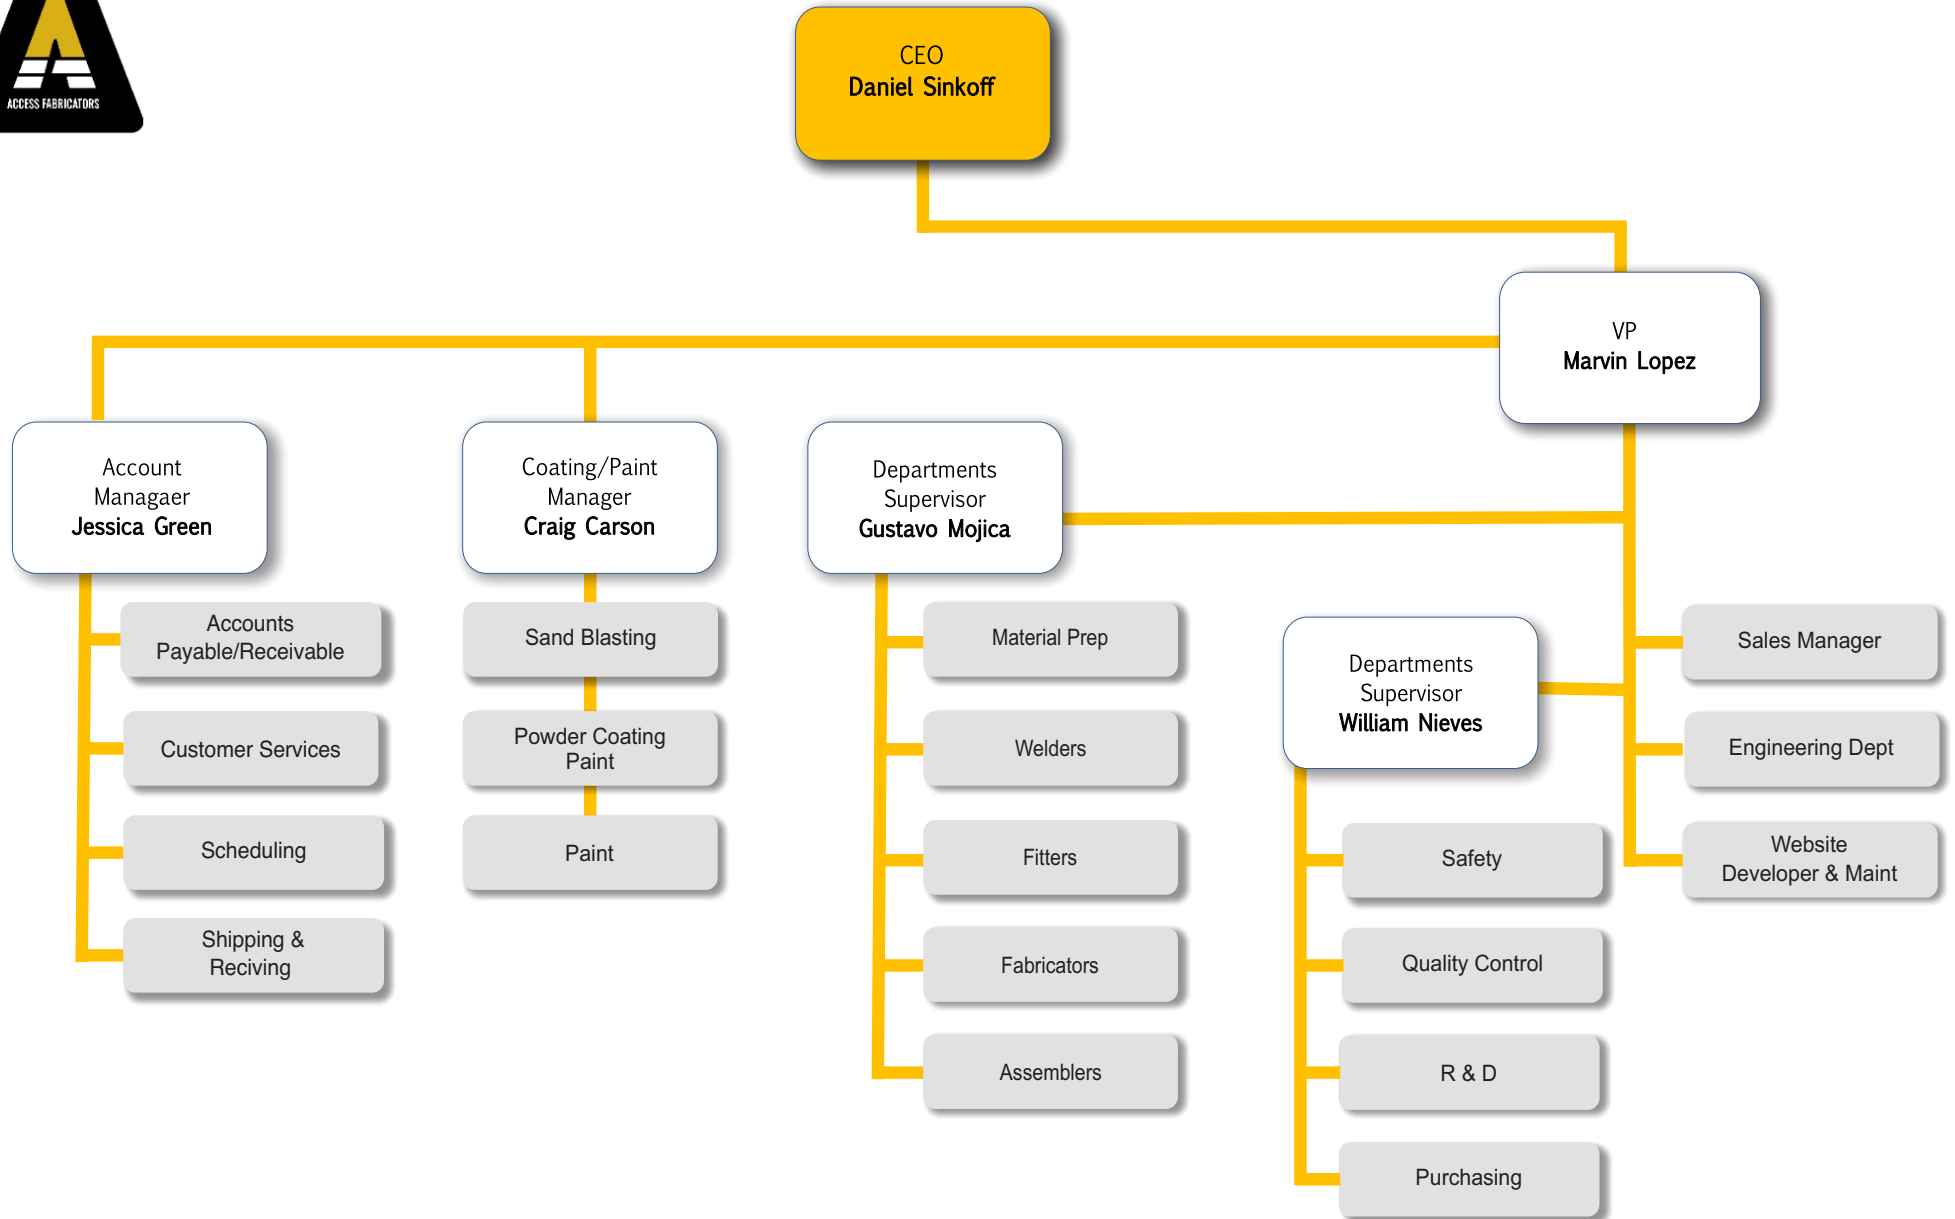 ACCESS FABRICATORS
CEO
Daniel Sinkoff
VP
Marvin Lopez
Account
Managaer
Jessica Green
Coating/Paint
Manager
Craig Carson
Departments
Supervisor
Gustavo Mojica
Departments
Supervisor
William Nieves
Accounts
Payable/Receivable
Customer Services
Scheduling
Shipping &
Reciving
Sand Blasting
Powder Coating
Paint
Paint
Material Prep
Welders
Fitters
Fabricators
Assemblers
Safety
Quality Control
R & D
Purchasing
Sales Manager
Engineering Dept
Website
Developer & Maint